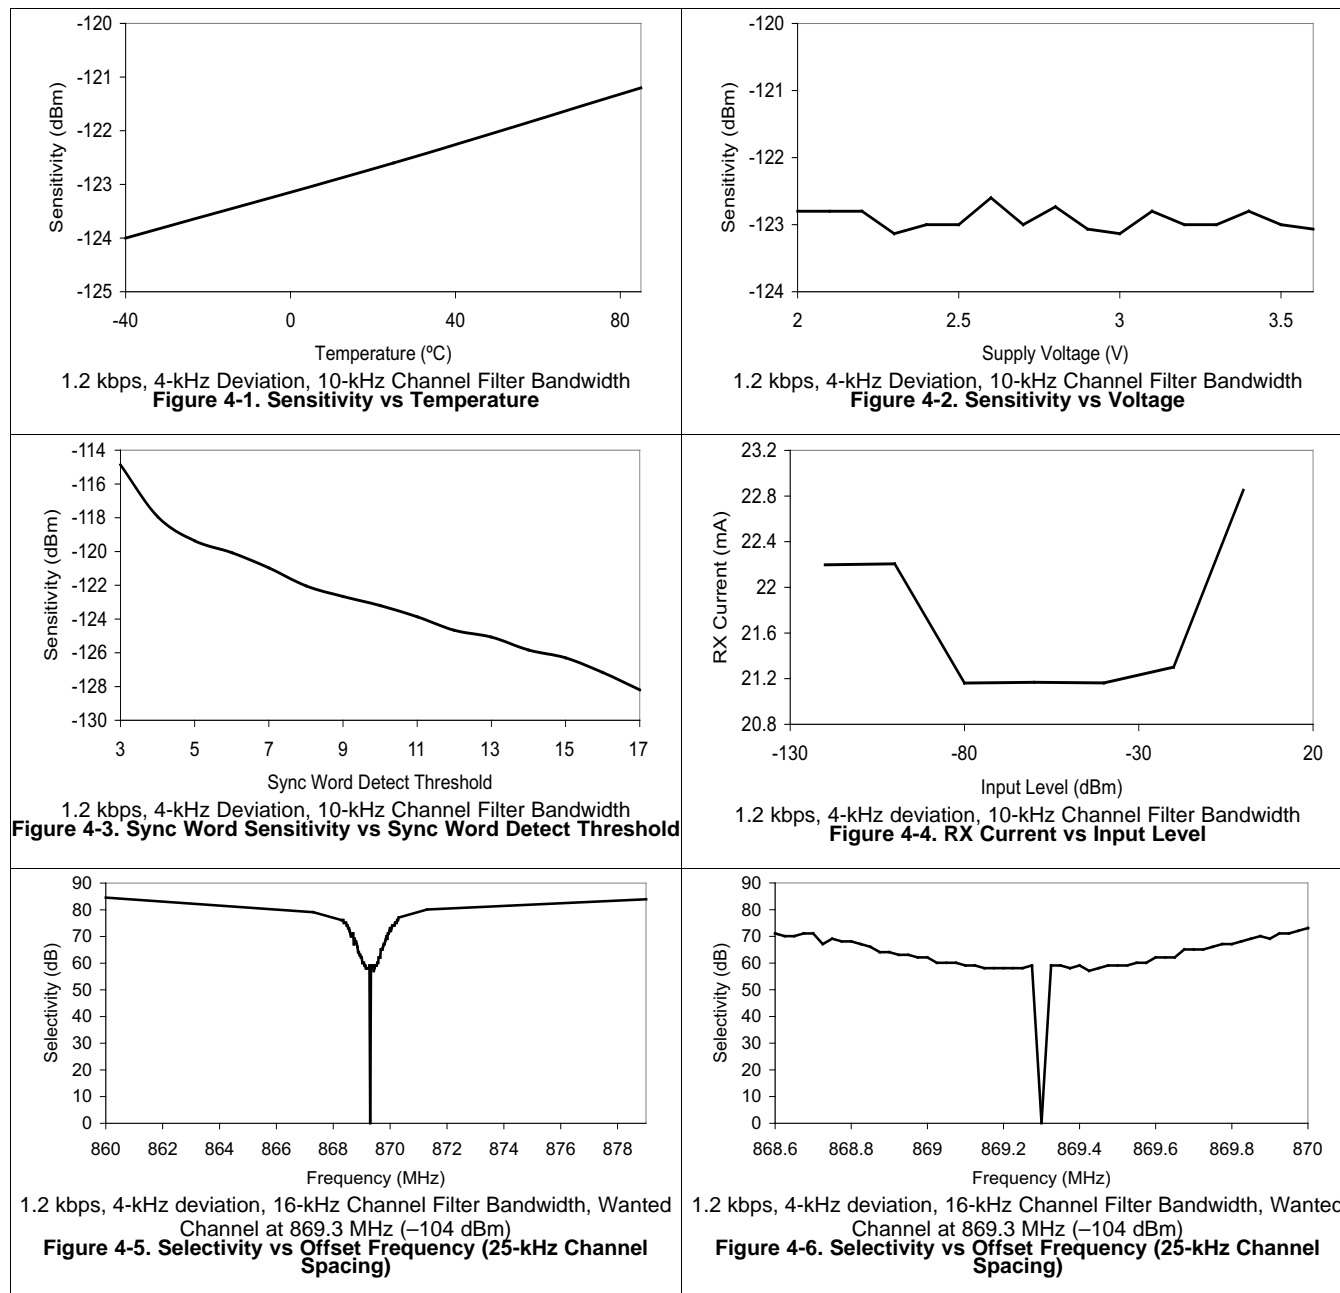 -120
-121
-122
-123
-124
-125
Sensitivity (dBm)
-40 0 40 80
Temperature (ºC)
1.2 kbps, 4-kHz Deviation, 10-kHz Channel Filter Bandwidth
Figure 4-1. Sensitivity vs Temperature
-120
-121
-122
-123
-124
Sensitivity (dBm)
2 2.5 3 3.5
Supply Voltage (V)
1.2 kbps, 4-kHz Deviation, 10-kHz Channel Filter Bandwidth
Figure 4-2. Sensitivity vs Voltage
-114
-116
-118
-120
-122
-124
-126
-128
-130
Sensitivity (dBm)
3 5 7 9 11 13 15 17
Sync Word Detect Threshold
1.2 kbps, 4-kHz Deviation, 10-kHz Channel Filter Bandwidth
Figure 4-3. Sync Word Sensitivity vs Sync Word Detect Threshold
23.2
22.8
22.4
22
21.6
21.2
20.8
RX Current (mA)
-130 -80 -30 20
Input Level (dBm)
1.2 kbps, 4-kHz deviation, 10-kHz Channel Filter Bandwidth
Figure 4-4. RX Current vs Input Level
90
80
70
60
50
40
30
20
10
0
Selectivity (dB)
860 862 864 866 868 870 872 874 876 878
Frequency (MHz)
1.2 kbps, 4-kHz deviation, 16-kHz Channel Filter Bandwidth, Wanted
Channel at 869.3 MHz (–104 dBm)
Figure 4-5. Selectivity vs Offset Frequency (25-kHz Channel
Spacing)
90
80
70
60
50
40
30
20
10
0
Selectivity (dB)
868.6 868.8 869 869.2 869.4 869.6 869.8 870
Frequency (MHz)
1.2 kbps, 4-kHz deviation, 16-kHz Channel Filter Bandwidth, Wanted
Channel at 869.3 MHz (–104 dBm)
Figure 4-6. Selectivity vs Offset Frequency (25-kHz Channel
Spacing)